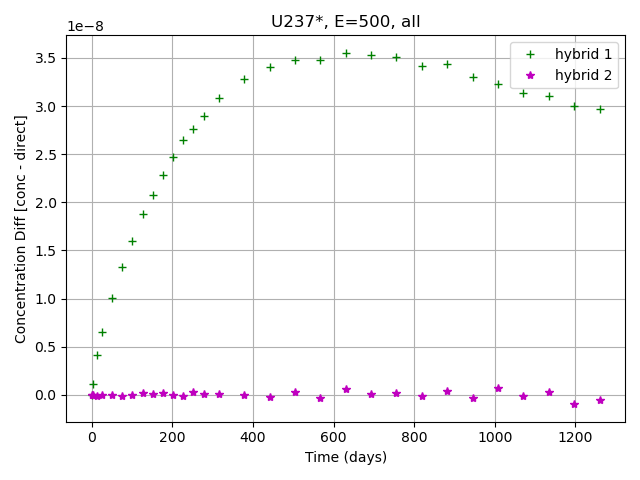 U237*, E=500, all
1e−8
hybrid 1
hybrid 2
Concentration Diff [conc - direct]
3.5
3.0
2.5
2.0
1.5
1.0
0.5
0.0
0 200 400 600 800 1000 1200
Time (days)